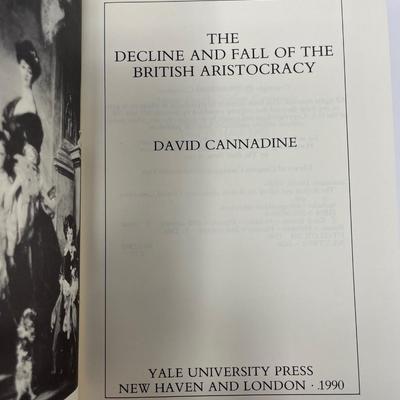 THE
DECLINE AND FALL OF THE
BRITISH ARISTOCRACY
DAVID CANNADINE
YALE UNIVERSITY PRESS
NEW HAVEN AND LONDON · 1990